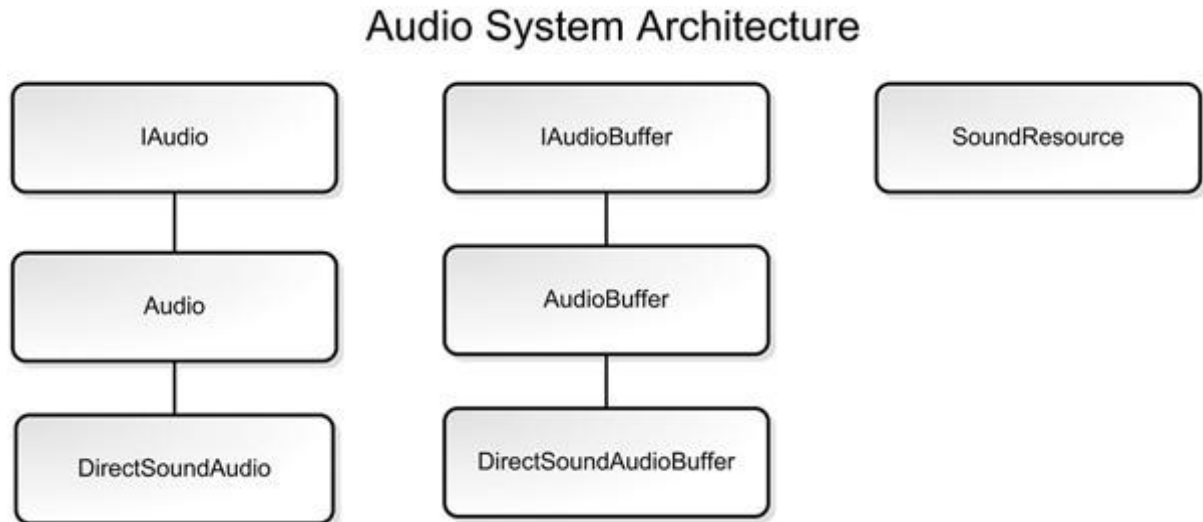 Audio System Architecture
IAudio
IAudioBuffer
SoundResource
Audio
AudioBuffer
DirectSoundAudio
DirectSoundAudioBuffer